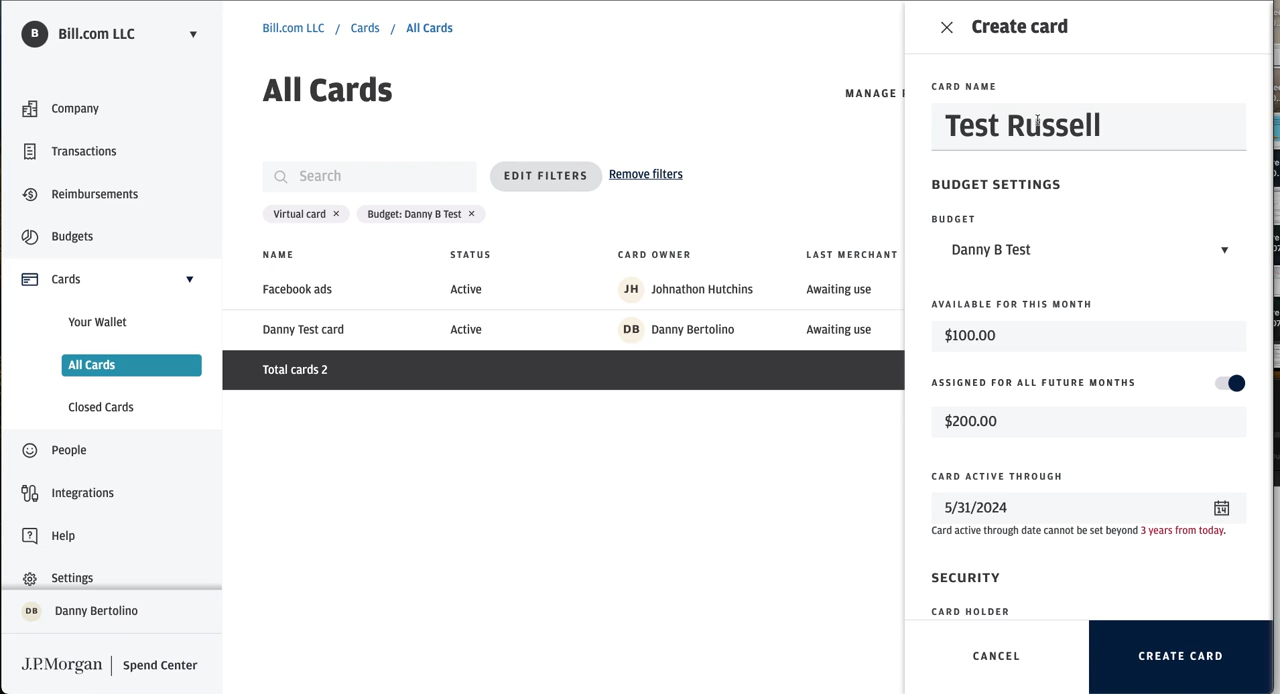 B Bill.com LLC
Company
Transactions
Reimbursements
Budgets
Cards
Your Wallet
All Cards
Closed Cards
People
Integrations
Help
Settings
DB Danny Bertolino
J.P.Morgan | Spend Center
Bill.com LLC / Cards / All Cards
All Cards
MANAGE
Search
EDIT FILTERS
Remove filters
Virtual card ×
Budget: Danny B Test ×
NAME STATUS CARD OWNER LAST MERCHANT
Facebook ads Active JH Johnathon Hutchins Awaiting use
Danny Test card Active DB Danny Bertolino Awaiting use
Total cards 2
Create card
CARD NAME
Test Russell
BUDGET SETTINGS
BUDGET
Danny B Test
AVAILABLE FOR THIS MONTH
$100.00
ASSIGNED FOR ALL FUTURE MONTHS
$200.00
CARD ACTIVE THROUGH
5/31/2024
14
Card active through date cannot be set beyond 3 years from today.
SECURITY
CARD HOLDER
CANCEL
CREATE CARD